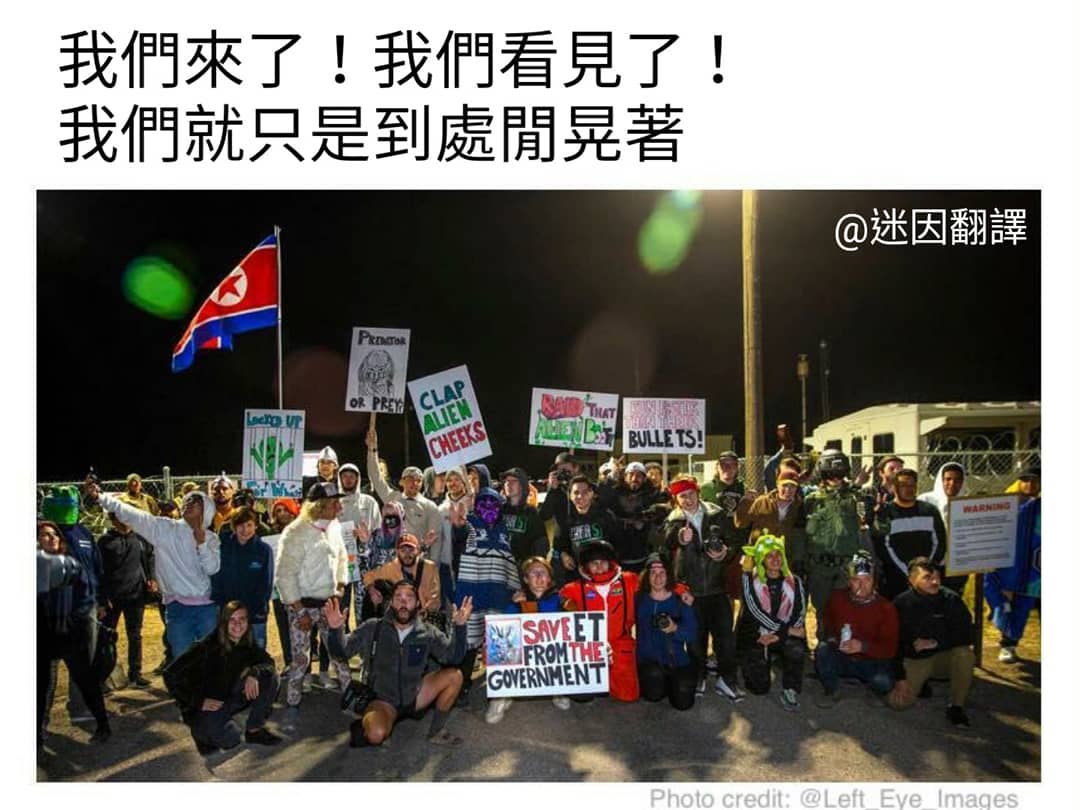 我們來了！我們看見了！
我們就只是到處閒晃著
@迷因翻譯
PREDATOR
OR PREY?
CLAP
ALIEN
CHEEKS
LOCKED UP
RAID THAT
ALIEN BOOTY
BULLETS!
WARNING
SAVE ET
FROM THE
GOVERNMENT
Photo credit: @Left_Eye_Images